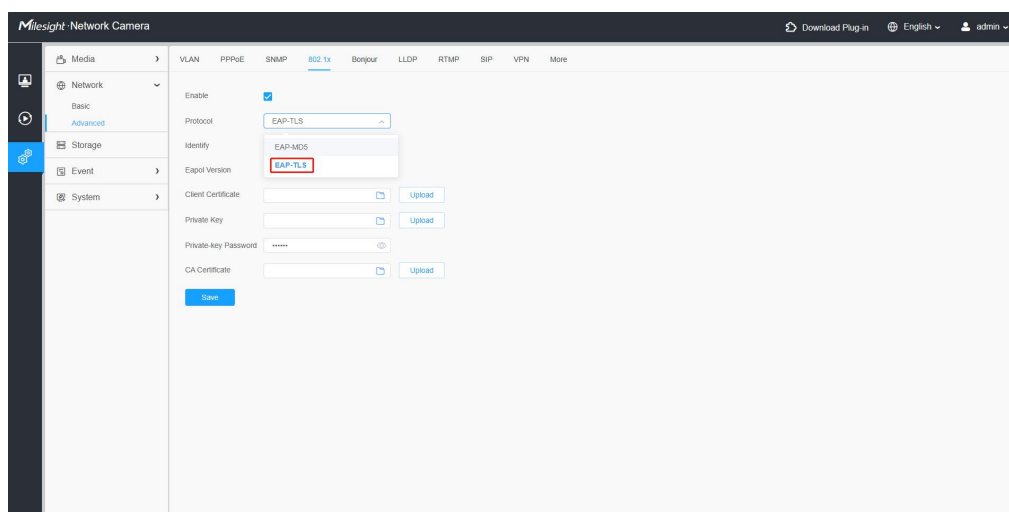 Milesight · Network Camera
Download Plug-in English admin
Media
Network
Basic
Advanced
Storage
Event
System
VLAN PPPoE SNMP 802.1x Bonjour LLDP RTMP SIP VPN More
Enable
Protocol EAP-TLS
Identify EAP-MD5
Eapol Version EAP-TLS
Client Certificate Upload
Private Key Upload
Private-key Password ••••••
CA Certificate Upload
Save